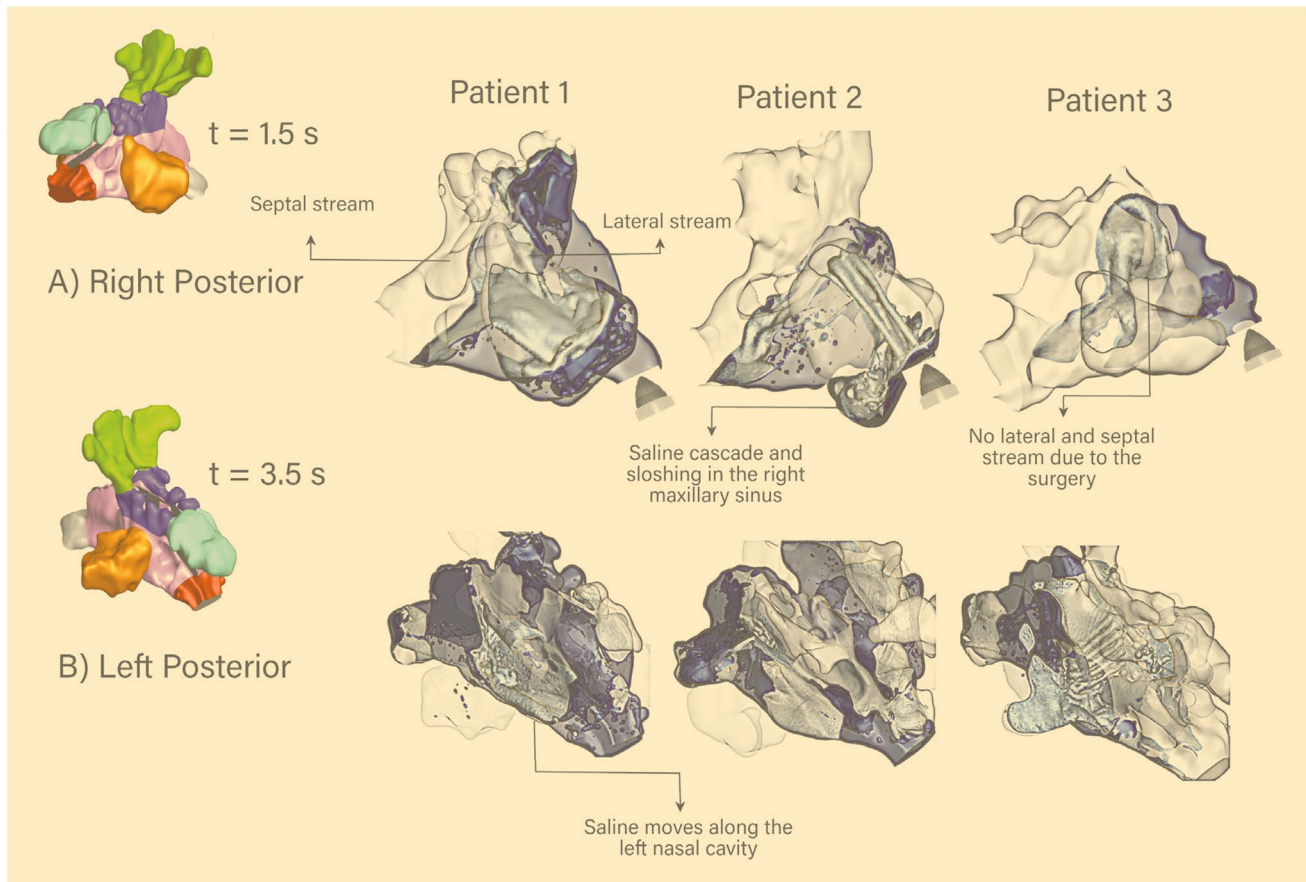 Patient 1
Patient 2
Patient 3
t = 1.5 s
Septal stream
Lateral stream
A) Right Posterior
Saline cascade and
sloshing in the right
maxillary sinus
No lateral and septal
stream due to the
surgery
t = 3.5 s
B) Left Posterior
Saline moves along the
left nasal cavity